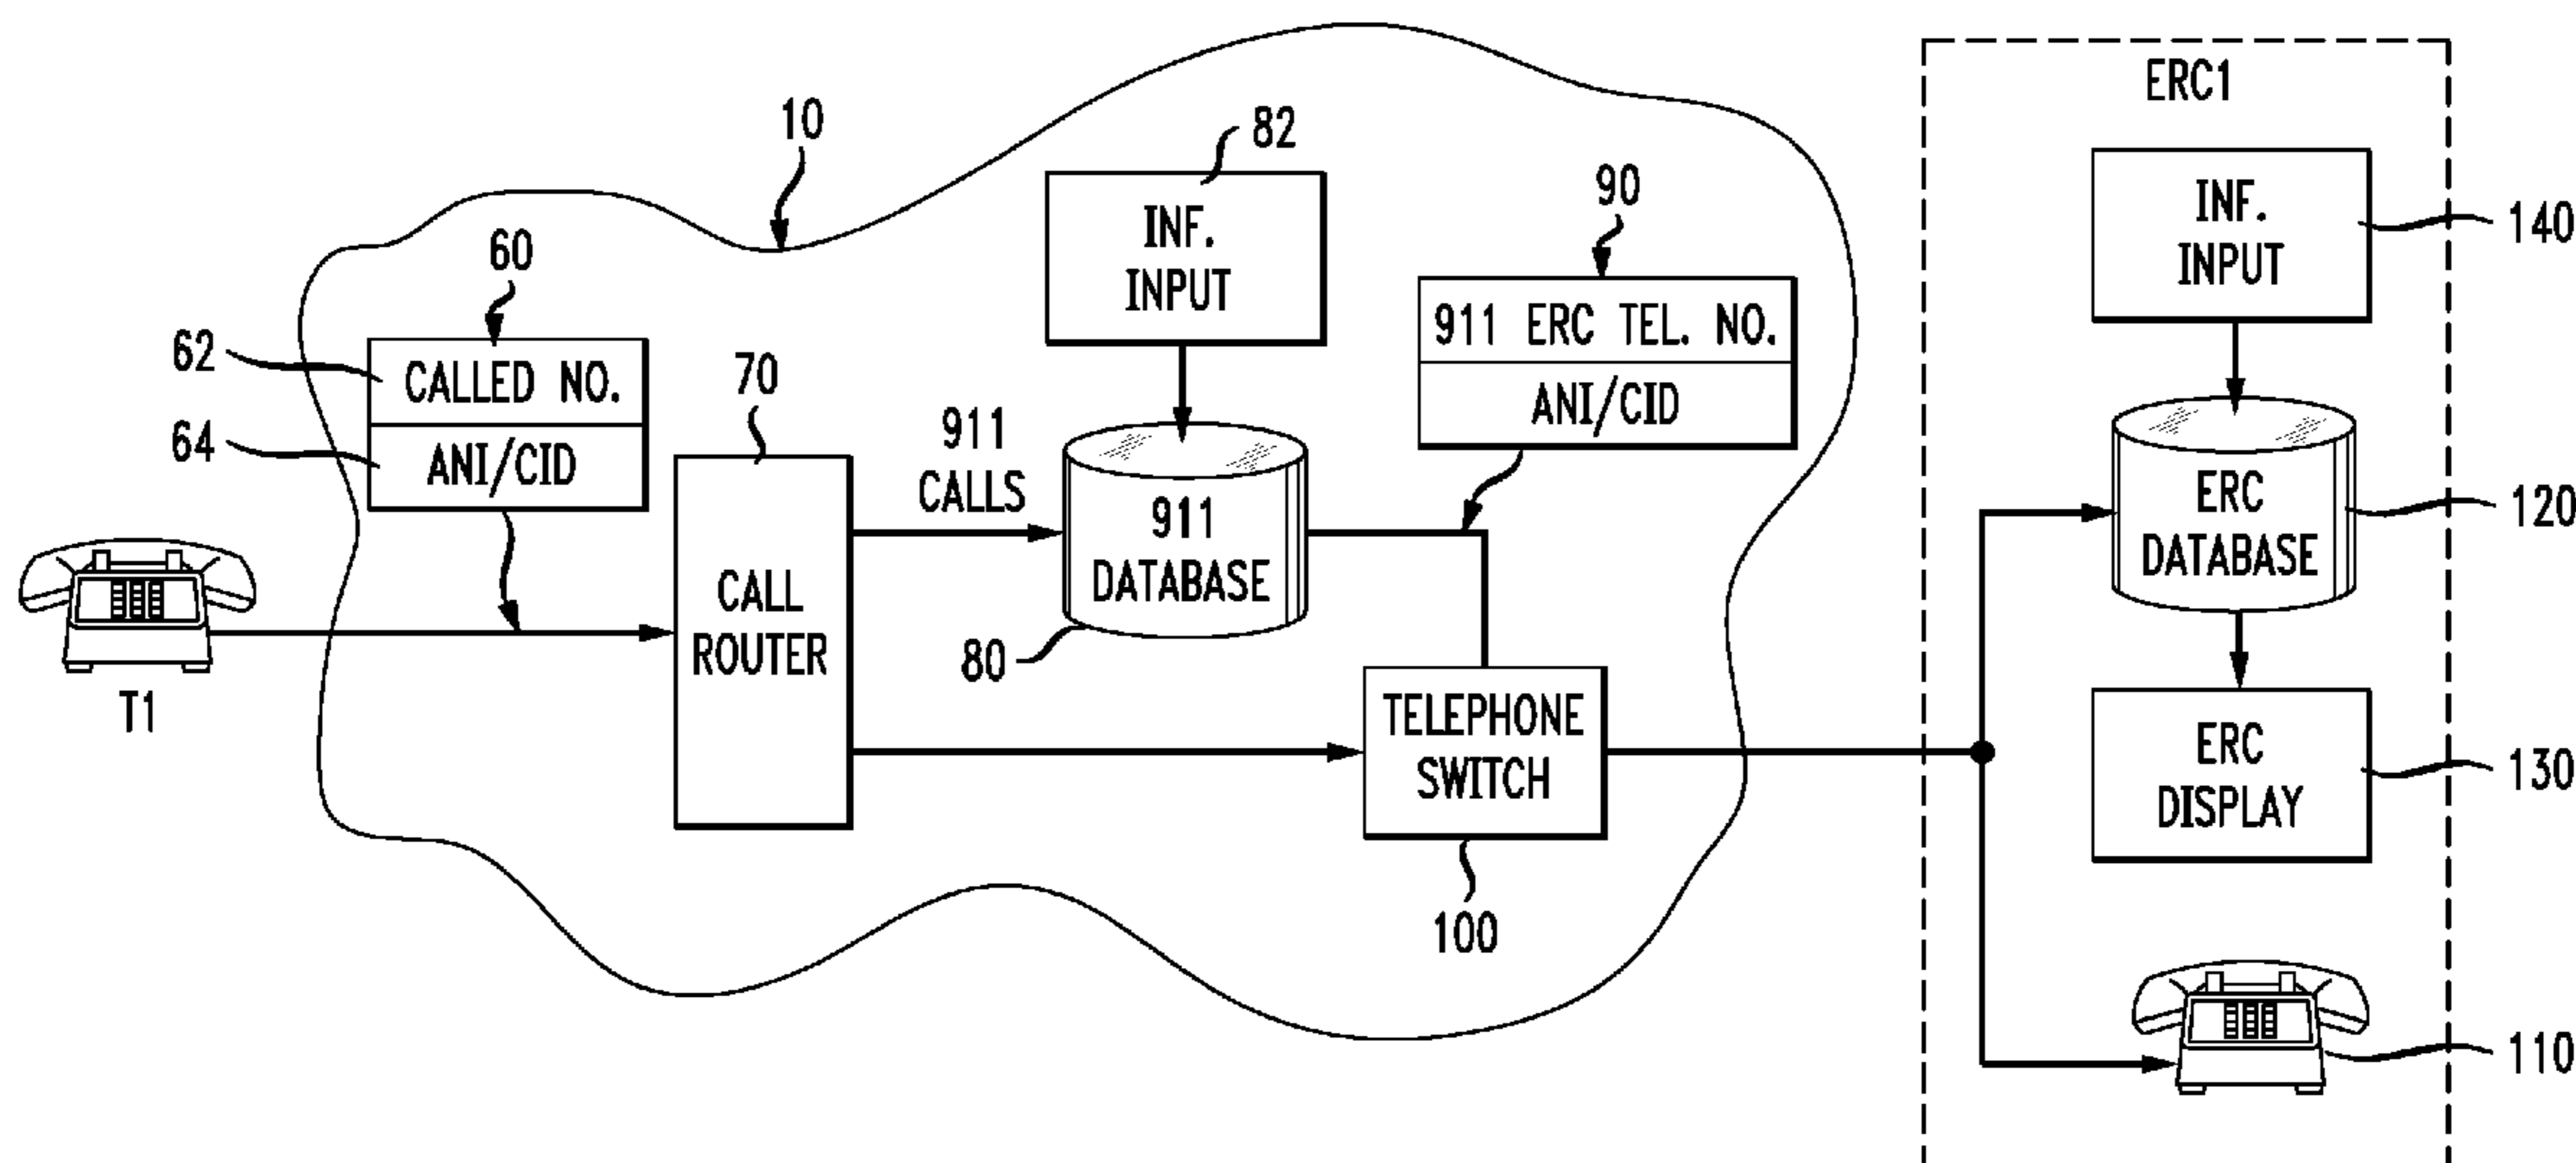 ERC1
10
82
INF.
INPUT
90
INF.
INPUT
140
60
62
CALLED NO.
64
ANI/CID
70
911
CALLS
911 ERC TEL. NO.
ANI/CID
911
DATABASE
80
ERC
DATABASE
120
CALL
ROUTER
T1
TELEPHONE
SWITCH
100
ERC
DISPLAY
130
110